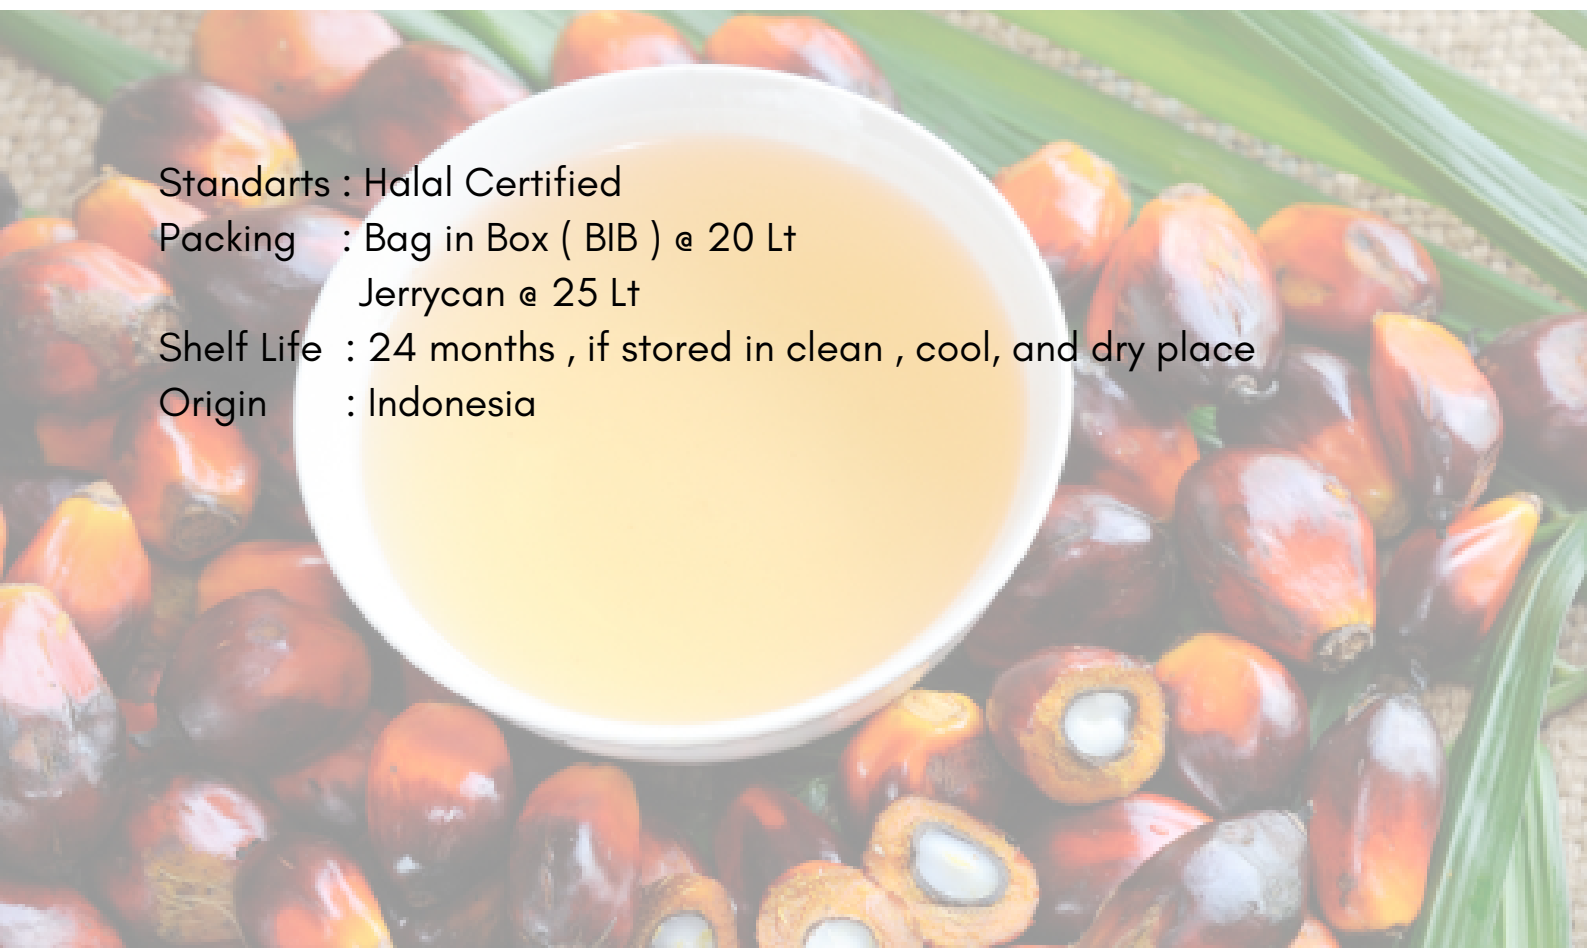 Standarts : Halal Certified
Packing : Bag in Box ( BIB ) @ 20 Lt
Jerrycan @ 25 Lt
Shelf Life : 24 months , if stored in clean , cool, and dry place
Origin : Indonesia